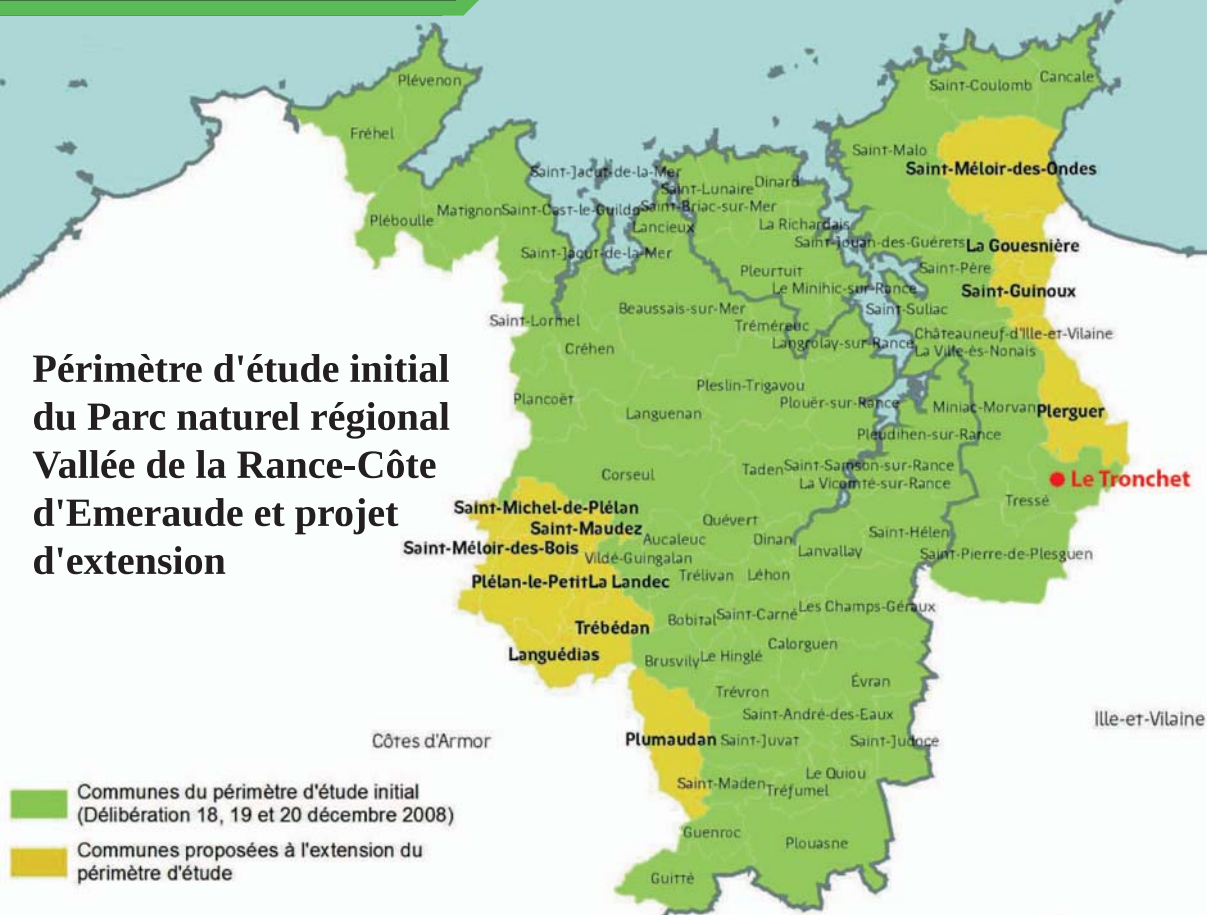 Plévenon
Cancale
Saint-Coulomb
Fréhel
Saint-Malo
Saint-Méloir-des-Ondes
Saint-Jacut-de-la-Mer
Dinard
Saint-Lunaire
Matignon
Saint-Cast-le-Guildo
Saint-Briac-sur-Mer
Pléboulle
Lancieux
La Richardais
Saint-Jouan-des-Guérets
La Gouesnière
Saint-Jacut-de-la-Mer
Pleurtuit
Saint-Père
Le Minihic-sur-Rance
Saint-Guinoux
Beaussais-sur-Mer
Saint-Suliac
Saint-Lormel
Tréméreuc
Châteauneuf-d'Ille-et-Vilaine
Langrolay-sur-Rance
La Ville-ès-Nonais
Créhen
Périmètre d'étude initial
du Parc naturel régional
Vallée de la Rance-Côte
d'Emeraude et projet
d'extension
Pleslin-Trigavou
Plancoët
Plouër-sur-Rance
Languenan
Miniac-Morvan
Plerguer
Pleudihen-sur-Rance
Corseul
Taden
Saint-Samson-sur-Rance
La Vicomté-sur-Rance
Le Tronchet
Tressé
Saint-Michel-de-Plélan
Saint-Maudez
Quévert
Aucaleuc
Dinan
Saint-Hélen
Saint-Méloir-des-Bois
Vildé-Guingalan
Lanvallay
Saint-Pierre-de-Plesguen
Plélan-le-Petit
La Landec
Trélivan
Léhon
Bobital
Saint-Carné
Les Champs-Géraux
Trébédan
Calorguen
Languédias
Brusvily
Le Hinglé
Évran
Trévron
Saint-André-des-Eaux
Ille-et-Vilaine
Côtes d'Armor
Plumaudan
Saint-Juvat
Saint-Judoce
Le Quiou
Saint-Maden
Tréfumel
Guenroc
Plouasne
Guitté
Communes du périmètre d'étude initial
(Délibération 18, 19 et 20 décembre 2008)
Communes proposées à l'extension du
périmètre d'étude